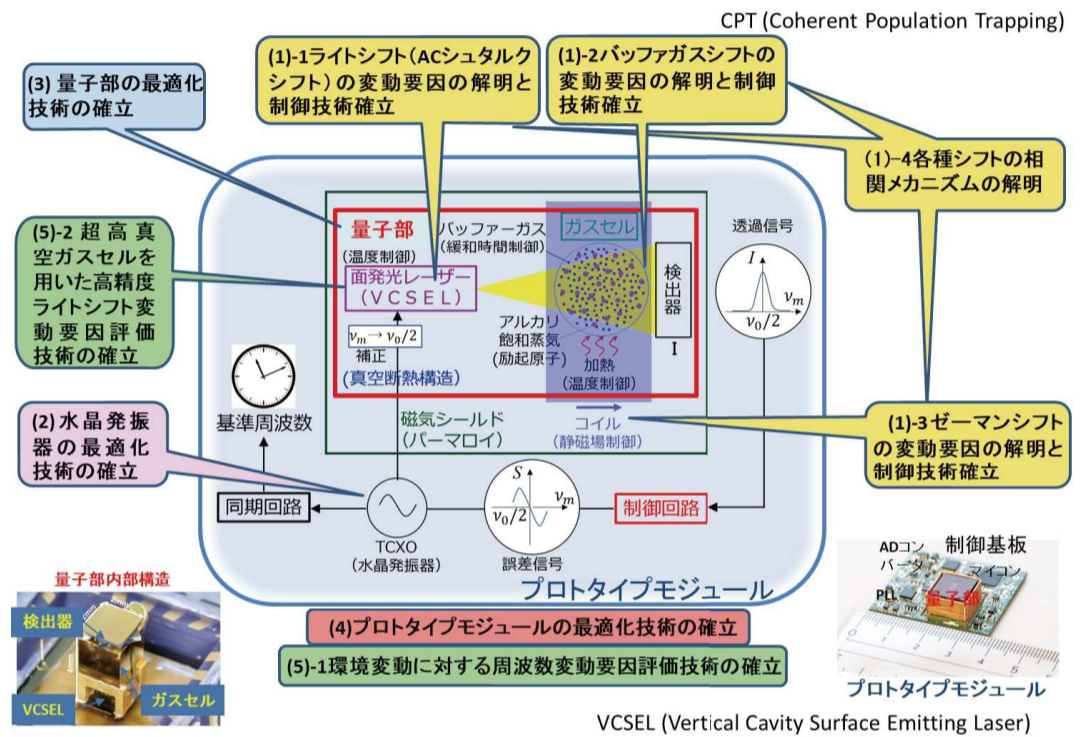 CPT (Coherent Population Trapping)
(3) 量子部の最適化
技術の確立
(1)-1ライトシフト(ACシュタルク
シフト)の変動要因の解明と
制御技術確立
(1)-2バッファガスシフトの
変動要因の解明と制御
技術確立
(1)-4各種シフトの相
関メカニズムの解明
(5)-2 超高真
空ガスセルを
用いた高精度
ライトシフト変
動要因評価
技術の確立
量子部
(温度制御)
面発光レーザー
(VCSEL)
バッファーガス
(緩和時間制御)
ガスセル
検出器
I
透過信号
I
νm
ν0/2
νm→ν0/2
補正
(真空断熱構造)
アルカリ
飽和蒸気
(励起原子)
加熱
(温度制御)
磁気シールド
(パーマロイ)
コイル
(静磁場制御)
(1)-3ゼーマンシフト
の変動要因の解明と
制御技術確立
基準周波数
(2)水晶発振
器の最適化
技術の確立
同期回路
TCXO
(水晶発振器)
S
νm
ν0/2
誤差信号
制御回路
プロトタイプモジュール
量子部内部構造
検出器
4mm
VCSEL
ガスセル
(4)プロトタイプモジュールの最適化技術の確立
(5)-1環境変動に対する周波数変動要因評価技術の確立
ADコン
バータ
制御基板
マイコン
PLL
量子部
0 1 2 3 4 5
プロトタイプモジュール
VCSEL (Vertical Cavity Surface Emitting Laser)